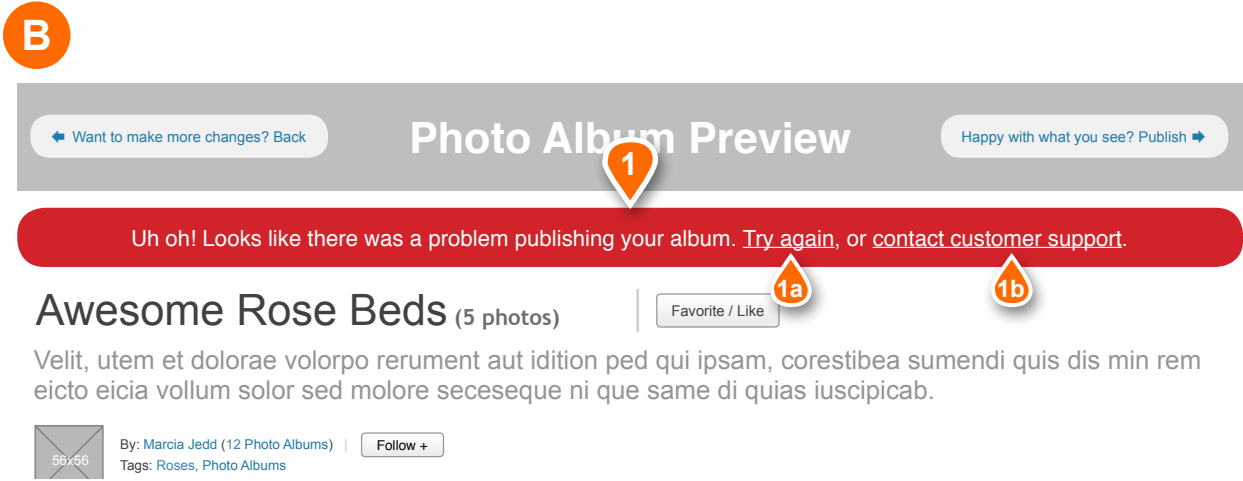 B
Want to make more changes? Back
Photo Album Preview
Happy with what you see? Publish
1
Uh oh! Looks like there was a problem publishing your album. Try again, or contact customer support.
1a
1b
Awesome Rose Beds (5 photos)
Favorite / Like
Velit, utem et dolorae volorpo rerument aut idition ped qui ipsam, corestibea sumendi quis dis min rem
eicto eicia vollum solor sed molore seceseque ni que same di quias iuscipicab.
56x56
By: Marcia Jedd (12 Photo Albums) | Follow +
Tags: Roses, Photo Albums